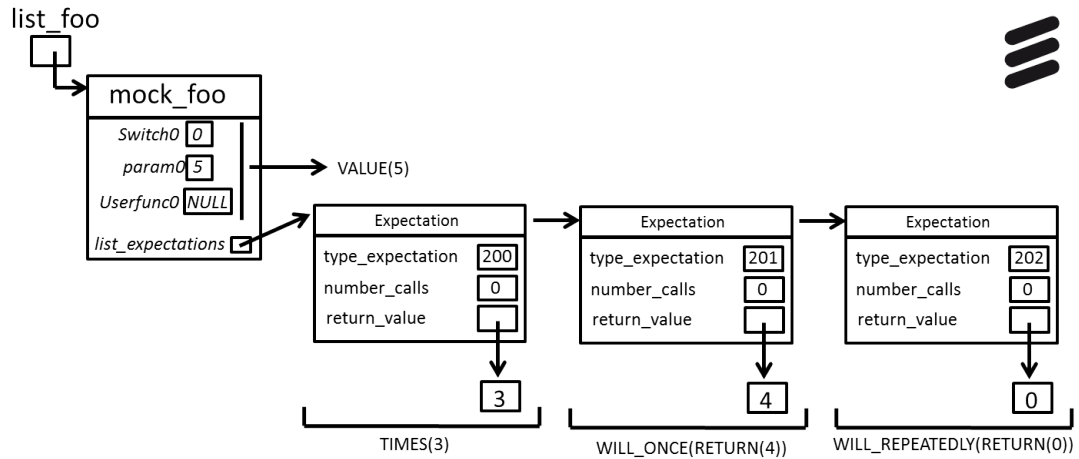 list_foo
mock_foo
Switch0 0
param0 5
VALUE(5)
Userfunc0 NULL
list_expectations
Expectation
type_expectation 200
number_calls 0
return_value
3
TIMES(3)
Expectation
type_expectation 201
number_calls 0
return_value
4
WILL_ONCE(RETURN(4))
Expectation
type_expectation 202
number_calls 0
return_value
0
WILL_REPEATEDLY(RETURN(0))